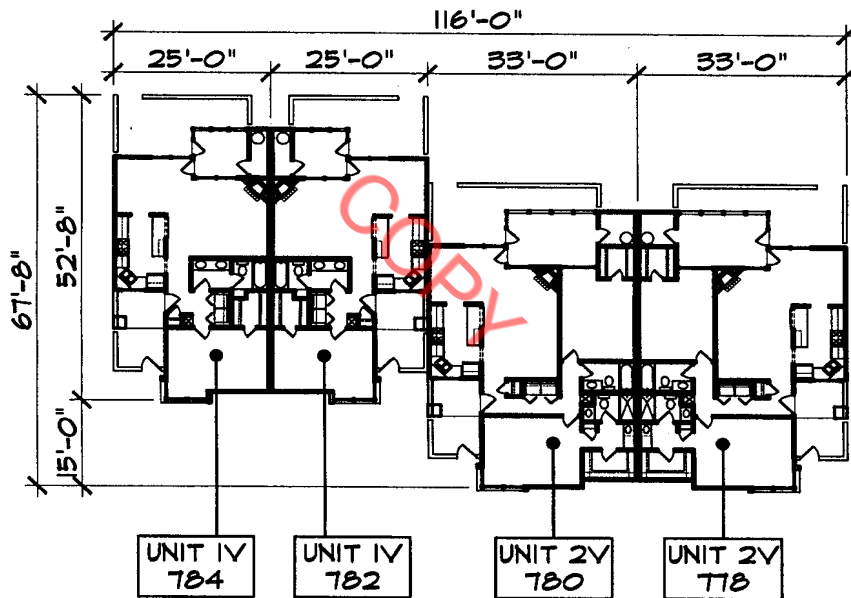 116'-0"
25'-0"
25'-0"
33'-0"
33'-0"
67'-8"
52'-8"
15'-0"
COPY
UNIT 1V
784
UNIT 1V
782
UNIT 2V
780
UNIT 2V
778